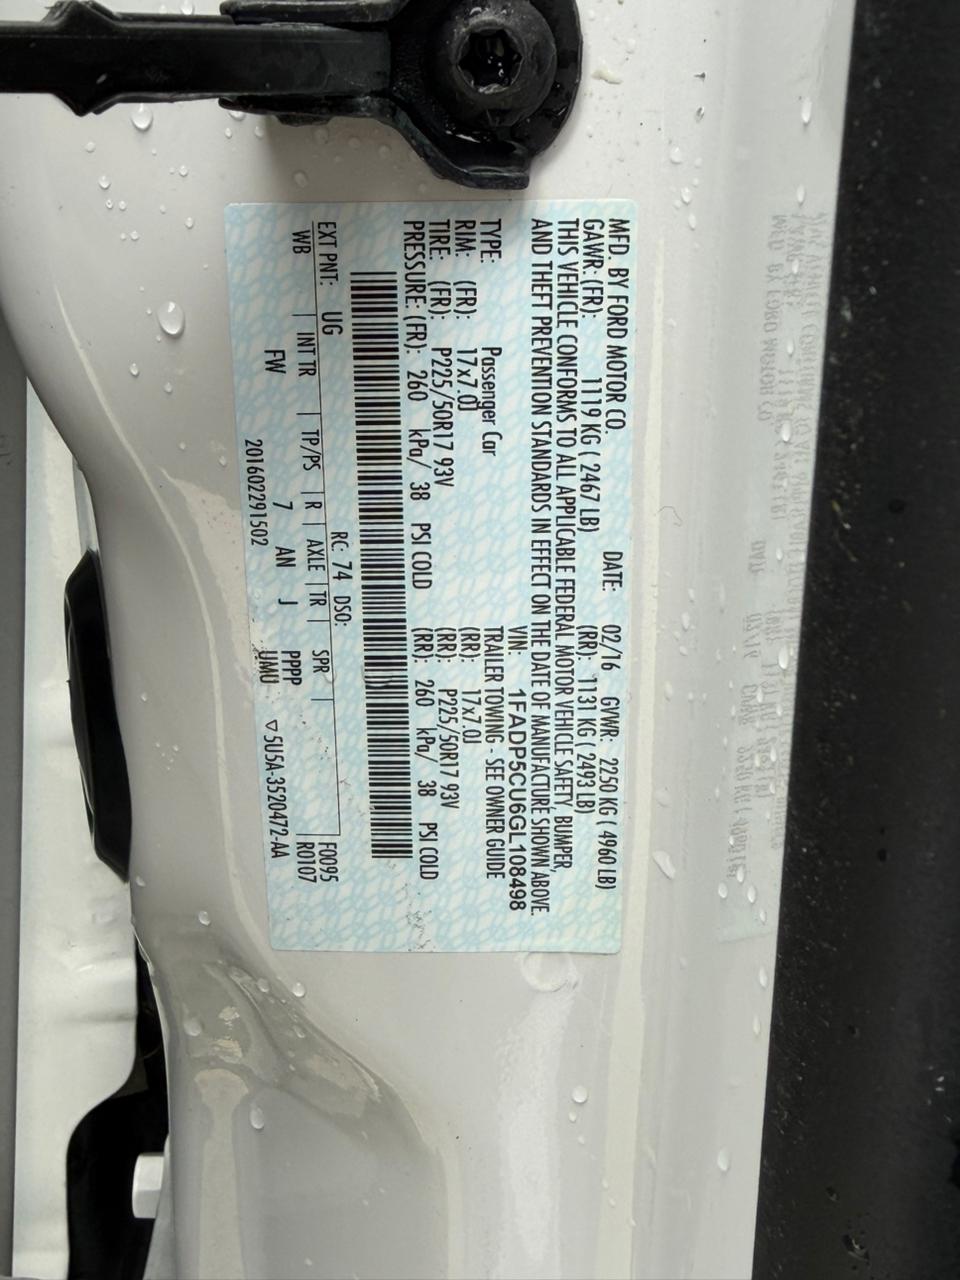 MFD. BY FORD MOTOR CO.
DATE: 02/16 GVWR: 2250 KG ( 4960 LB)
GAWR: (FR): 1119 KG ( 2467 LB) (RR): 1131 KG ( 2493 LB)
THIS VEHICLE CONFORMS TO ALL APPLICABLE FEDERAL MOTOR VEHICLE SAFETY, BUMPER,
AND THEFT PREVENTION STANDARDS IN EFFECT ON THE DATE OF MANUFACTURE SHOWN ABOVE.
VIN: 1FADP5CU6GL108498
TYPE: Passenger Car TRAILER TOWING - SEE OWNER GUIDE
RIM: (FR): 17x7.0J (RR): 17x7.0J
TIRE: (FR): P225/50R17 93V (RR): P225/50R17 93V
PRESSURE: (FR): 260 kPa/ 38 PSI COLD (RR): 260 kPa/ 38 PSI COLD
RC: 74 DSO:
EXT PNT: UG F0095
WB | INT TR | TP/PS | R | AXLE | TR | SPR | R0107
FW 7 AN J PPPP
UMU
201602291502 ▽5U5A-3520472-AA